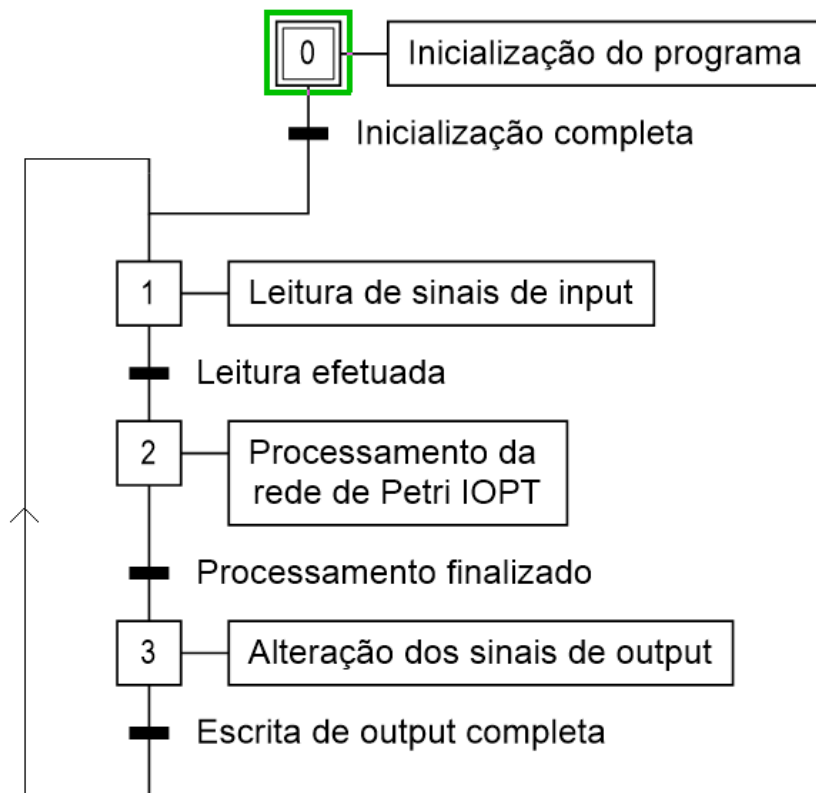 0 Inicialização do programa
Inicialização completa
1 Leitura de sinais de input
Leitura efetuada
2 Processamento da
rede de Petri IOPT
Processamento finalizado
3 Alteração dos sinais de output
Escrita de output completa